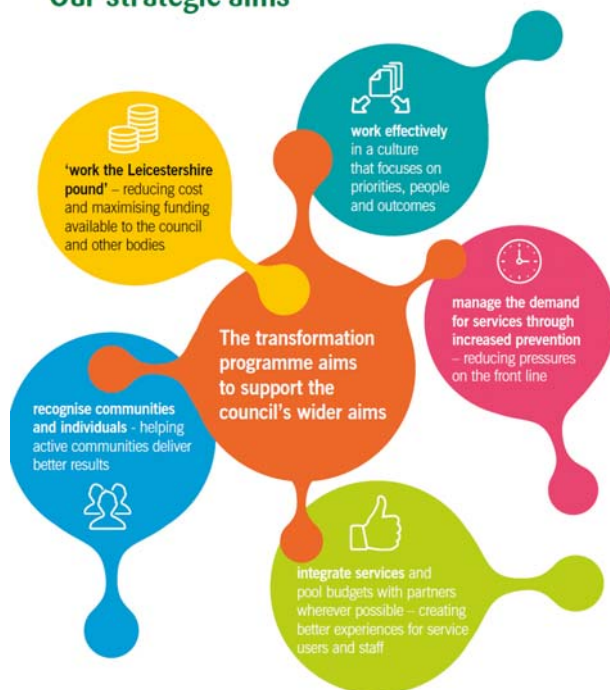 Our strategic aims
'work the Leicestershire
pound' – reducing cost
and maximising funding
available to the council
and other bodies
work effectively
in a culture
that focuses on
priorities, people
and outcomes
manage the demand
for services through
increased prevention
– reducing pressures
on the front line
The transformation
programme aims
to support the
council's wider aims
recognise communities
and individuals - helping
active communities deliver
better results
integrate services and
pool budgets with partners
wherever possible – creating
better experiences for service
users and staff